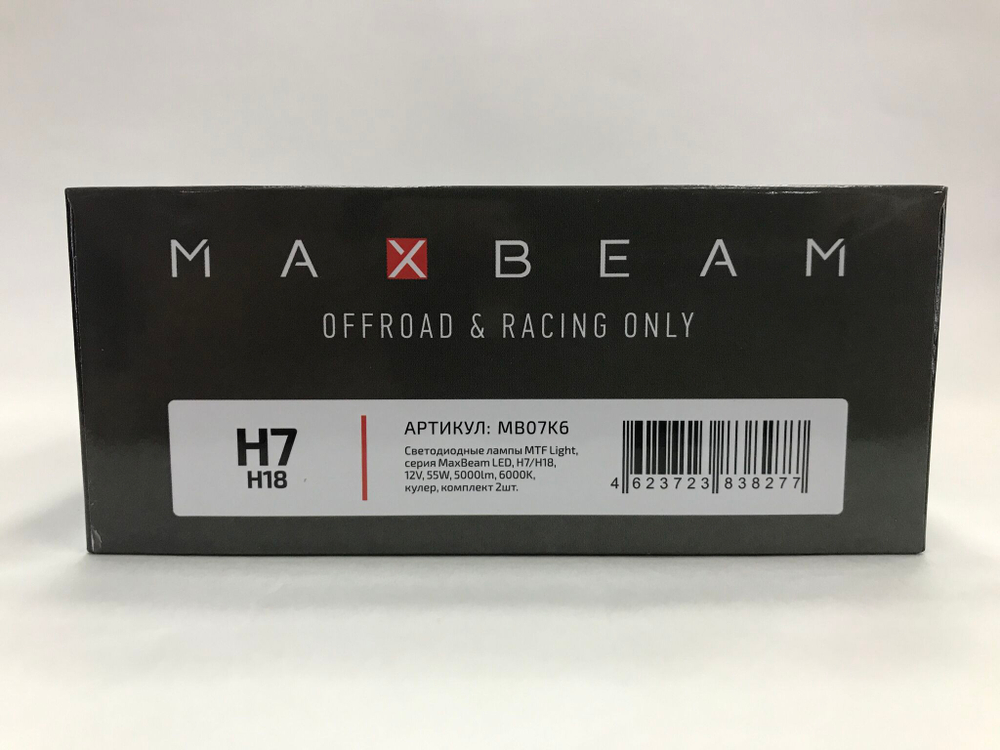 MAXBEAM
OFFROAD & RACING ONLY
H7
H18
АРТИКУЛ: MB07K6
Светодиодные лампы MTF Light,
серия MaxBeam LED, H7/H18,
12V, 55W, 5000lm, 6000K,
кулер, комплект 2шт.
4 623723 838277